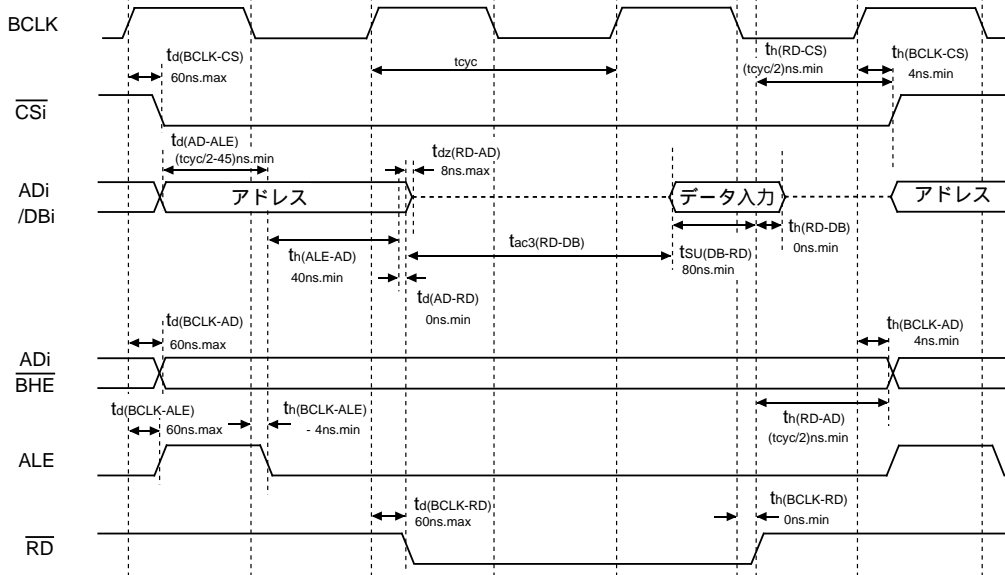 BCLK
td(BCLK-CS)
60ns.max
tcyc
th(RD-CS)
(tcyc/2)ns.min
th(BCLK-CS)
4ns.min
CSi
td(AD-ALE)
(tcyc/2-45)ns.min
tdz(RD-AD)
8ns.max
ADi
/DBi
アドレス
データ入力
アドレス
th(ALE-AD)
40ns.min
tac3(RD-DB)
tSU(DB-RD)
80ns.min
th(RD-DB)
0ns.min
td(AD-RD)
0ns.min
td(BCLK-AD)
60ns.max
th(BCLK-AD)
4ns.min
ADi
BHE
td(BCLK-ALE)
60ns.max
th(BCLK-ALE)
- 4ns.min
th(RD-AD)
(tcyc/2)ns.min
ALE
td(BCLK-RD)
60ns.max
th(BCLK-RD)
0ns.min
RD